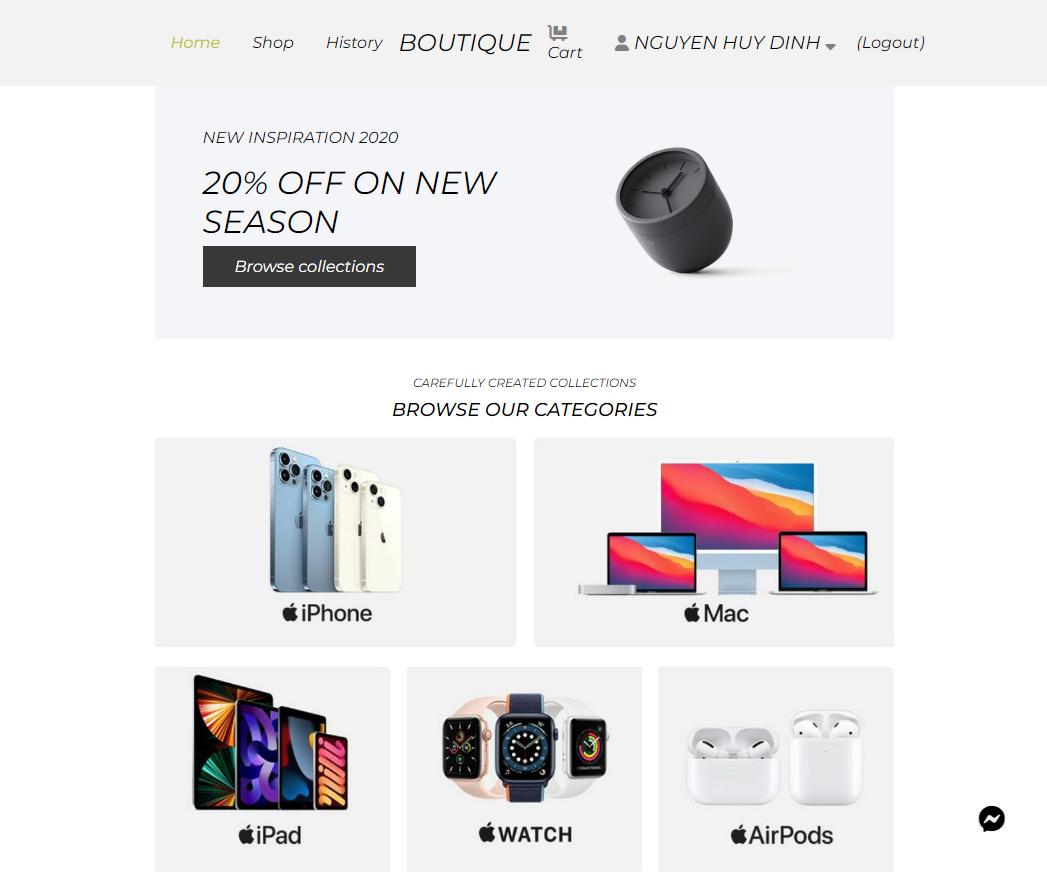 Home Shop History BOUTIQUE Cart NGUYEN HUY DINH (Logout)
NEW INSPIRATION 2020
20% OFF ON NEW
SEASON
Browse collections
CAREFULLY CREATED COLLECTIONS
BROWSE OUR CATEGORIES
iPhone
Mac
iPad
WATCH
AirPods